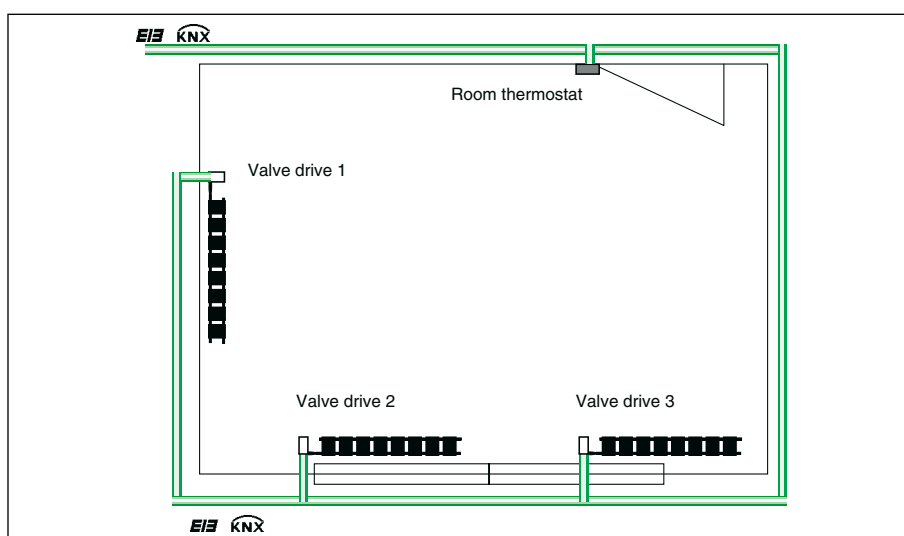 EIB KNX
Room thermostat
Valve drive 1
Valve drive 2
Valve drive 3
EIB KNX